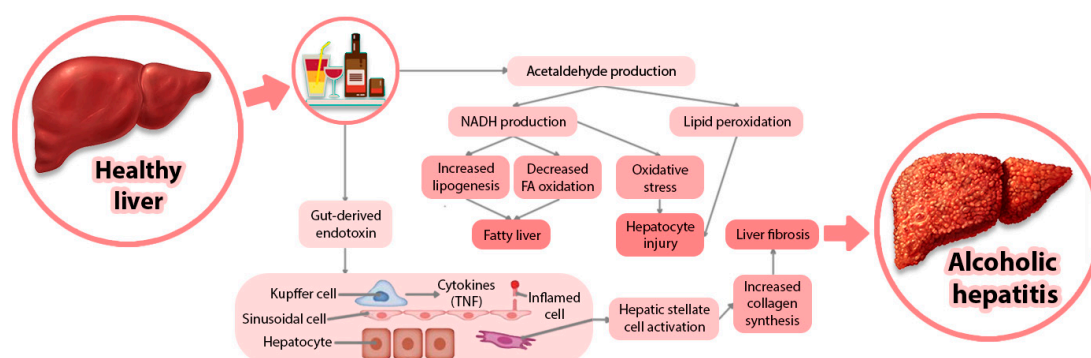 Healthy
liver
Acetaldehyde production
NADH production
Lipid peroxidation
Increased
lipogenesis
Decreased
FA oxidation
Oxidative
stress
Gut-derived
endotoxin
Fatty liver
Hepatocyte
injury
Liver fibrosis
Kupffer cell
Cytokines
(TNF)
Inflamed
cell
Sinusoidal cell
Hepatocyte
Hepatic stellate
cell activation
Increased
collagen
synthesis
Alcoholic
hepatitis